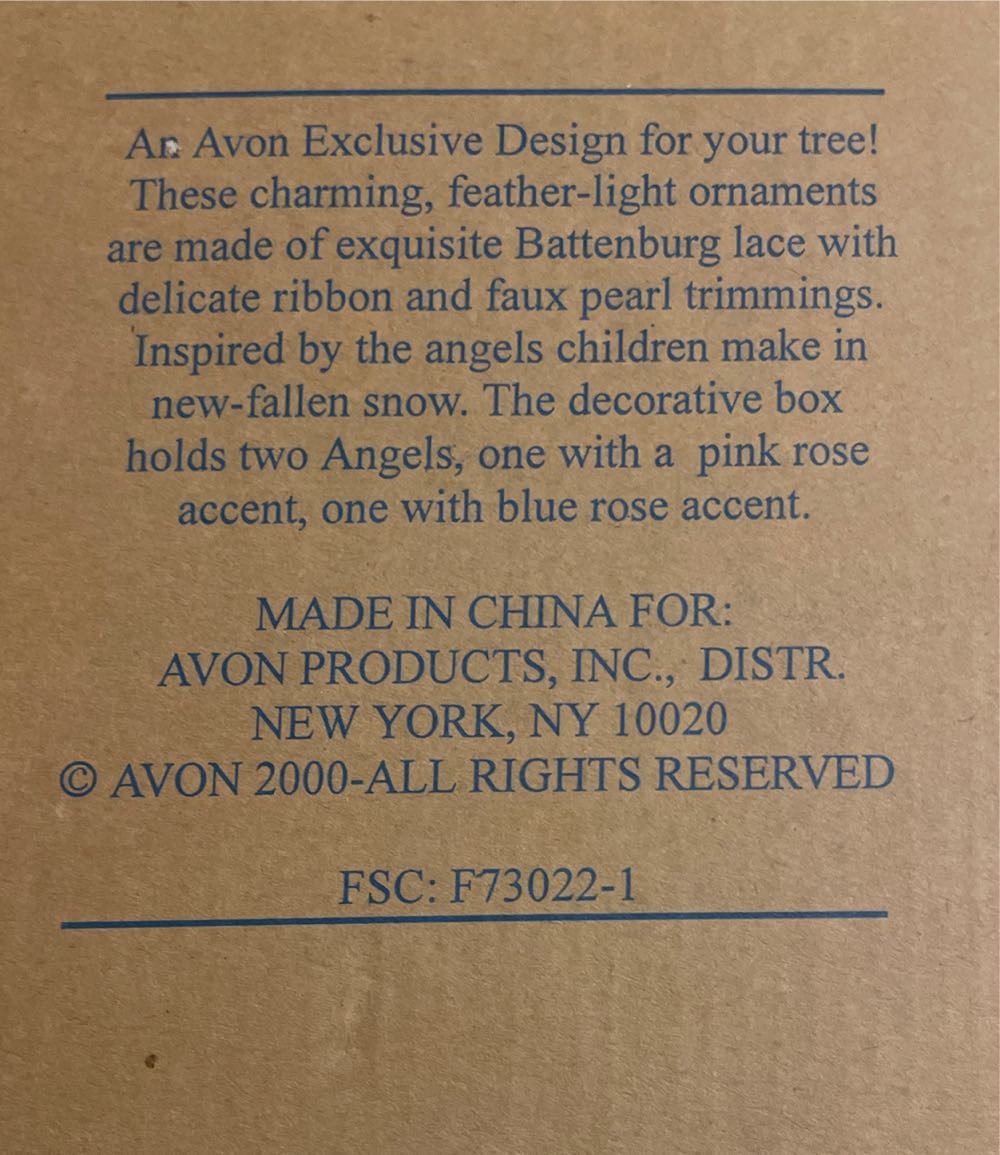 An Avon Exclusive Design for your tree!
These charming, feather-light ornaments
are made of exquisite Battenburg lace with
delicate ribbon and faux pearl trimmings.
Inspired by the angels children make in
new-fallen snow. The decorative box
holds two Angels, one with a pink rose
accent, one with blue rose accent.
MADE IN CHINA FOR:
AVON PRODUCTS, INC., DISTR.
NEW YORK, NY 10020
© AVON 2000-ALL RIGHTS RESERVED
FSC: F73022-1